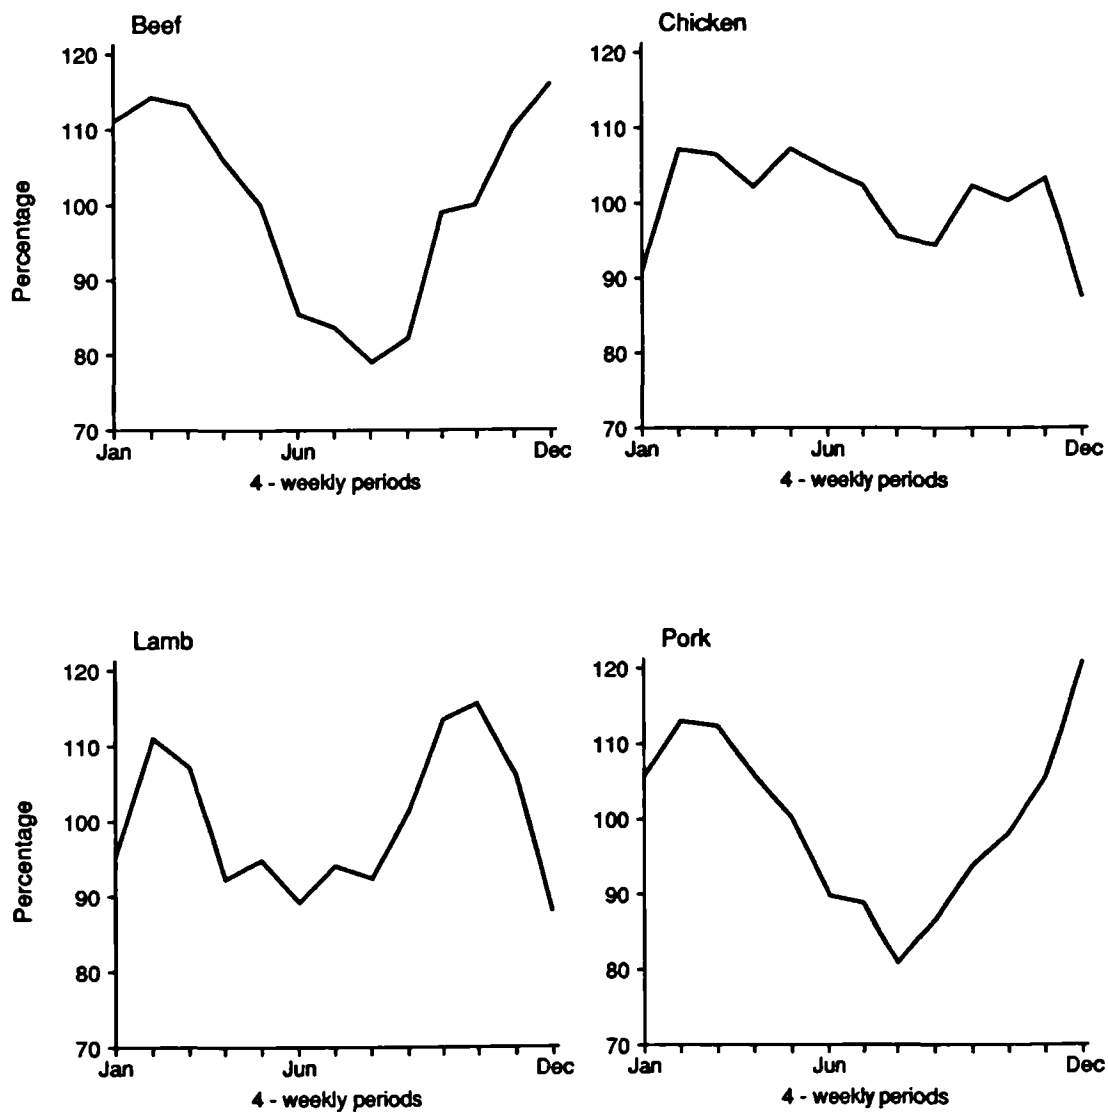 Beef
Percentage
120
110
100
90
80
70
Jan
Jun
Dec
4 - weekly periods
Chicken
120
110
100
90
80
70
Jan
Jun
Dec
4 - weekly periods
Lamb
Percentage
120
110
100
90
80
70
Jan
Jun
Dec
4 - weekly periods
Pork
120
110
100
90
80
70
Jan
Jun
Dec
4 - weekly periods